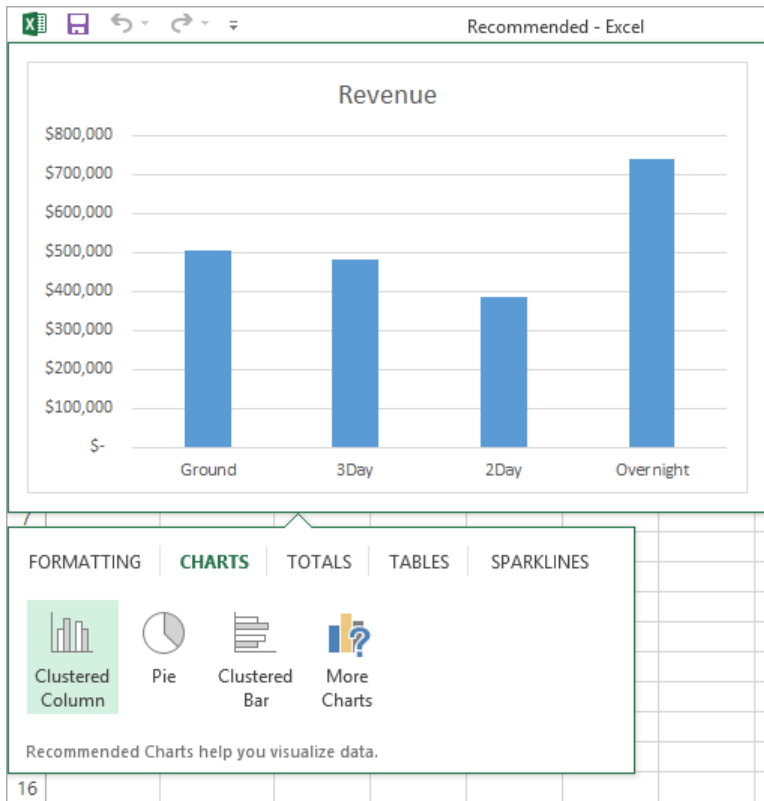 Recommended - Excel
Revenue
$800,000
$700,000
$600,000
$500,000
$400,000
$300,000
$200,000
$100,000
$-
Ground 3Day 2Day Overnight
7
FORMATTING CHARTS TOTALS TABLES SPARKLINES
Clustered Column
Pie
Clustered Bar
More Charts
Recommended Charts help you visualize data.
16